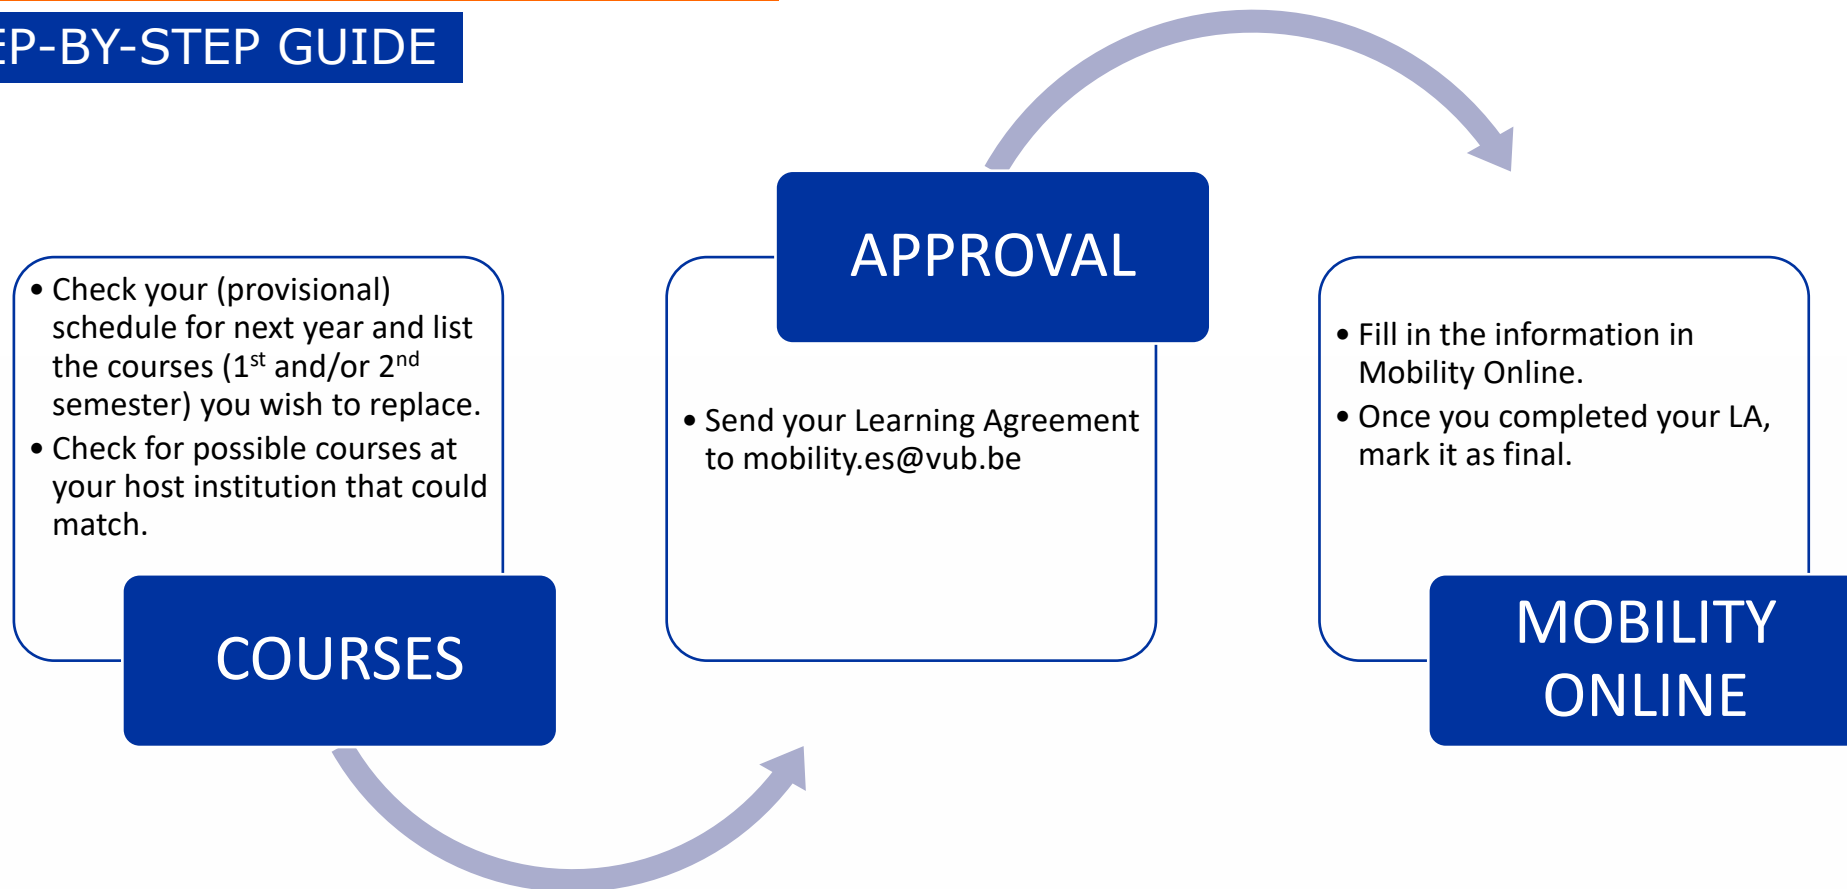 EP-BY-STEP GUIDE
• Check your (provisional)
schedule for next year and list
the courses (1st and/or 2nd
semester) you wish to replace.
• Check for possible courses at
your host institution that could
match.
COURSES
APPROVAL
• Send your Learning Agreement
to mobility.es@vub.be
• Fill in the information in
Mobility Online.
• Once you completed your LA,
mark it as final.
MOBILITY
ONLINE